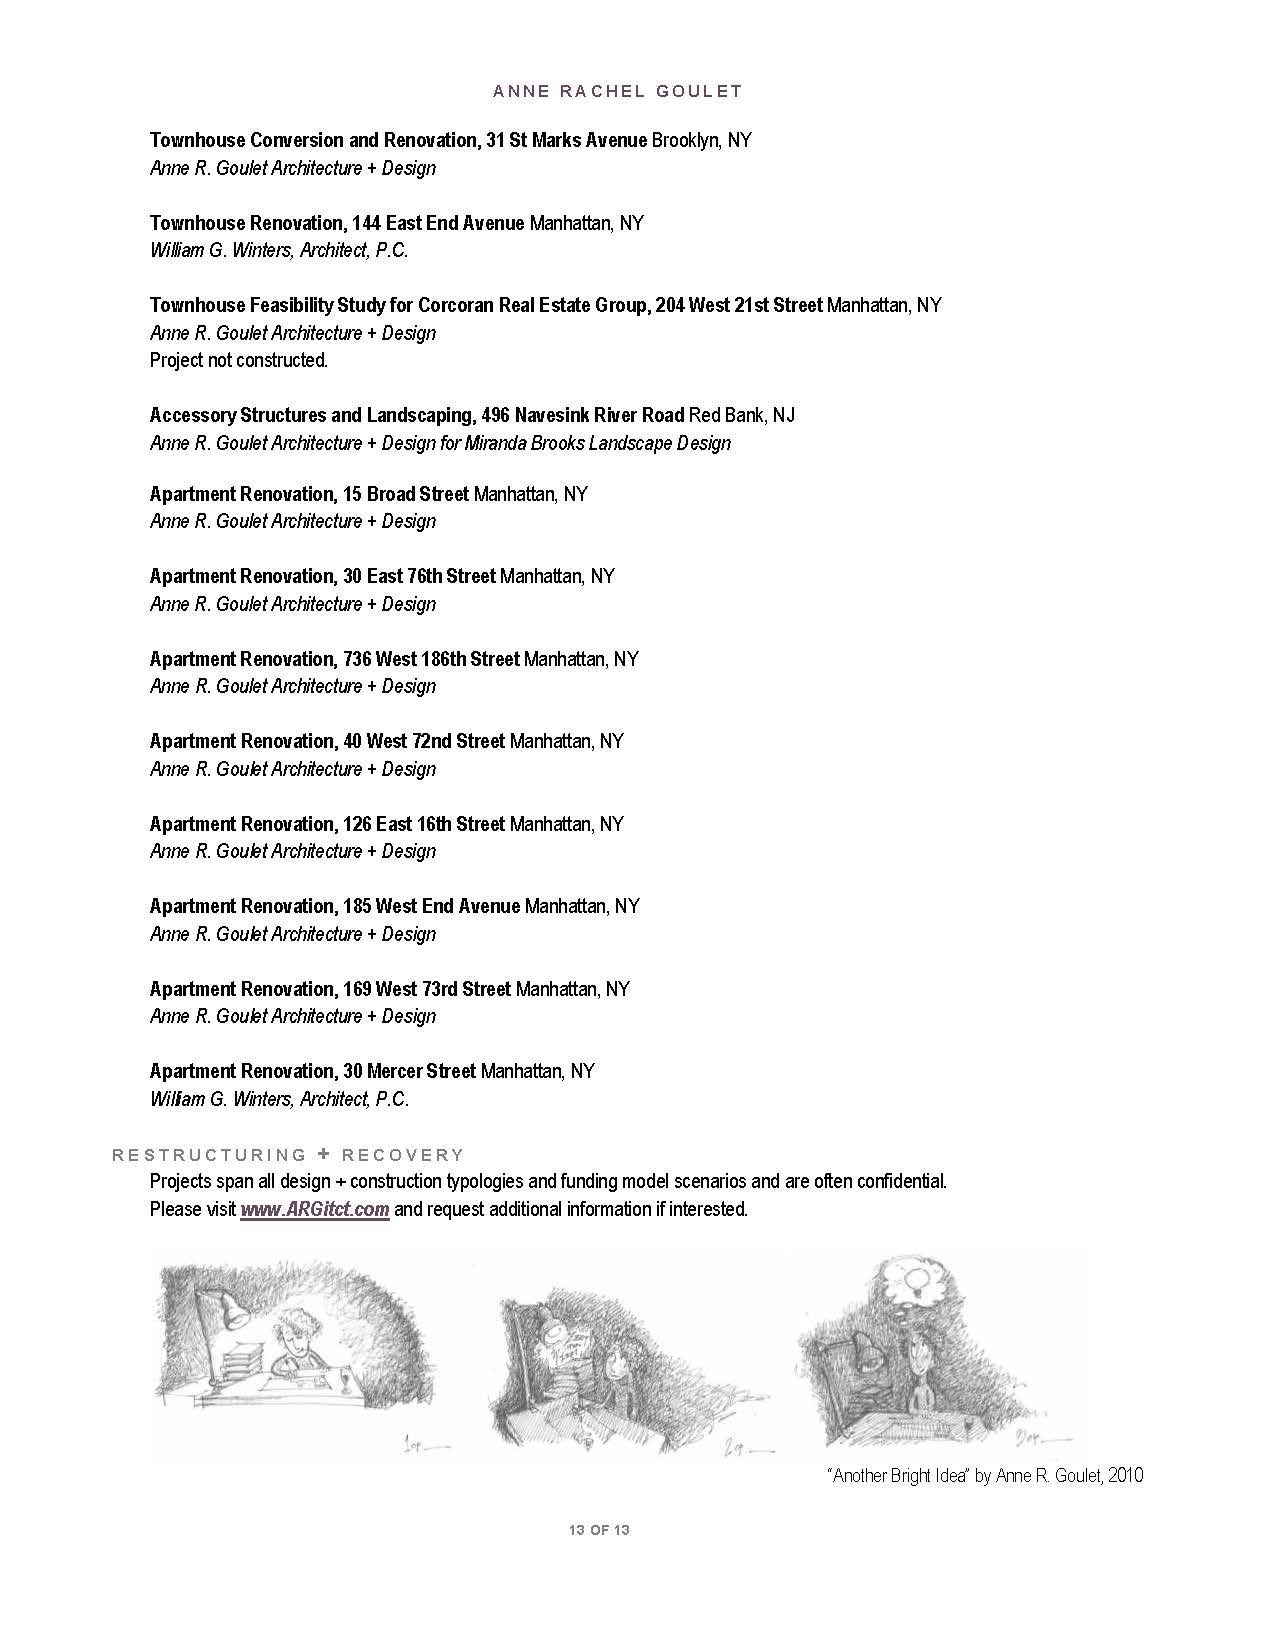 ANNE RACHEL GOULET
Townhouse Conversion and Renovation, 31 St Marks Avenue Brooklyn, NY
Anne R. Goulet Architecture + Design
Townhouse Renovation, 144 East End Avenue Manhattan, NY
William G. Winters, Architect, P.C.
Townhouse Feasibility Study for Corcoran Real Estate Group, 204 West 21st Street Manhattan, NY
Anne R. Goulet Architecture + Design
Project not constructed.
Accessory Structures and Landscaping, 496 Navesink River Road Red Bank, NJ
Anne R. Goulet Architecture + Design for Miranda Brooks Landscape Design
Apartment Renovation, 15 Broad Street Manhattan, NY
Anne R. Goulet Architecture + Design
Apartment Renovation, 30 East 76th Street Manhattan, NY
Anne R. Goulet Architecture + Design
Apartment Renovation, 736 West 186th Street Manhattan, NY
Anne R. Goulet Architecture + Design
Apartment Renovation, 40 West 72nd Street Manhattan, NY
Anne R. Goulet Architecture + Design
Apartment Renovation, 126 East 16th Street Manhattan, NY
Anne R. Goulet Architecture + Design
Apartment Renovation, 185 West End Avenue Manhattan, NY
Anne R. Goulet Architecture + Design
Apartment Renovation, 169 West 73rd Street Manhattan, NY
Anne R. Goulet Architecture + Design
Apartment Renovation, 30 Mercer Street Manhattan, NY
William G. Winters, Architect, P.C.
RESTRUCTURING + RECOVERY
Projects span all design + construction typologies and funding model scenarios and are often confidential.
Please visit www.ARGitct.com and request additional information if interested.
"Another Bright Idea" by Anne R. Goulet, 2010
13 OF 13